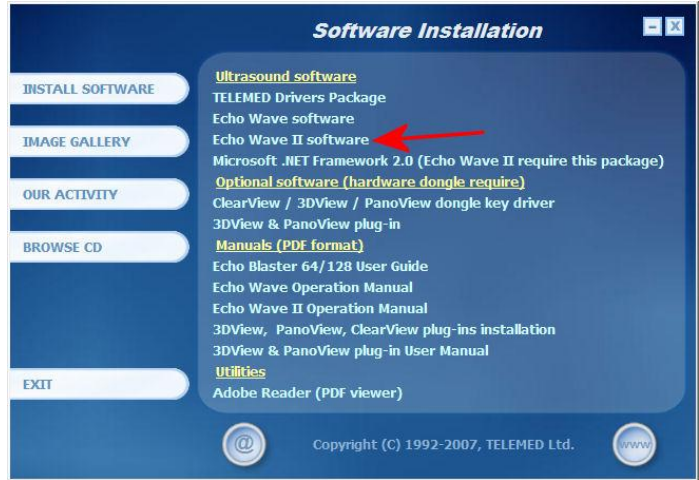 Software Installation
INSTALL SOFTWARE
IMAGE GALLERY
OUR ACTIVITY
BROWSE CD
EXIT
Ultrasound software
TELEMED Drivers Package
Echo Wave software
Echo Wave II software
Microsoft .NET Framework 2.0 (Echo Wave II require this package)
Optional software (hardware dongle require)
ClearView / 3DView / PanoView dongle key driver
3DView & PanoView plug-in
Manuals (PDF format)
Echo Blaster 64/128 User Guide
Echo Wave Operation Manual
Echo Wave II Operation Manual
3DView, PanoView, ClearView plug-ins installation
3DView & PanoView plug-in User Manual
Utilities
Adobe Reader (PDF viewer)
@
Copyright (C) 1992-2007, TELEMED Ltd.
www